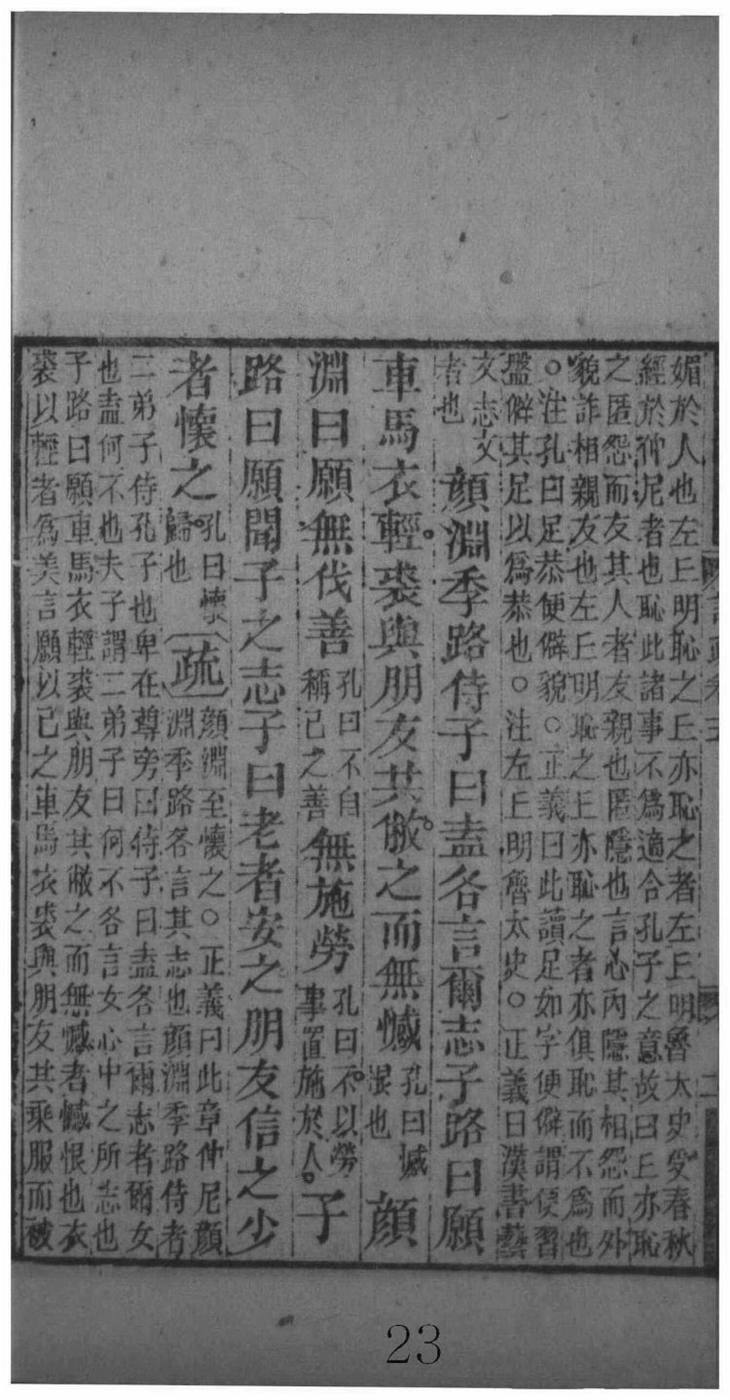 媚於人也左丘明恥之丘亦恥之者左丘明魯太史受春秋
經於仲尼者也恥此諸事不爲適合孔子之意故曰丘亦恥
之匿怨而友其人者友親也匿隱也言心內隱其相怨而外
貌詐相親友也左丘明恥之丘亦恥之者亦俱恥而不爲也
○注孔曰足恭便僻貌○正義曰此讀足如字便僻謂便習
盤僻其足以爲恭也○注左丘明魯太史○正義曰漢書藝
文志文者也顔淵季路侍子曰盍各言爾志子路曰願
車馬衣輕裘與朋友共敝之而無憾孔曰憾恨也顔
淵曰願無伐善孔曰不自稱己之善無施勞孔曰不以勞事置施於人子
路曰願聞子之志子曰老者安之朋友信之少
者懷之孔曰懷歸也疏顔淵至懷之○正義曰此章仲尼顔
淵季路各言其志也顔淵季路侍者
二弟子侍孔子也卑在尊旁曰侍子曰盍各言爾志者爾女
也盍何不也夫子謂二弟子曰何不各言女心中之所志也
子路曰願車馬衣輕裘與朋友共敝之而無憾者憾恨也衣
裘以輕者爲美言願以己之車馬衣裘與朋友共乘服而被
23